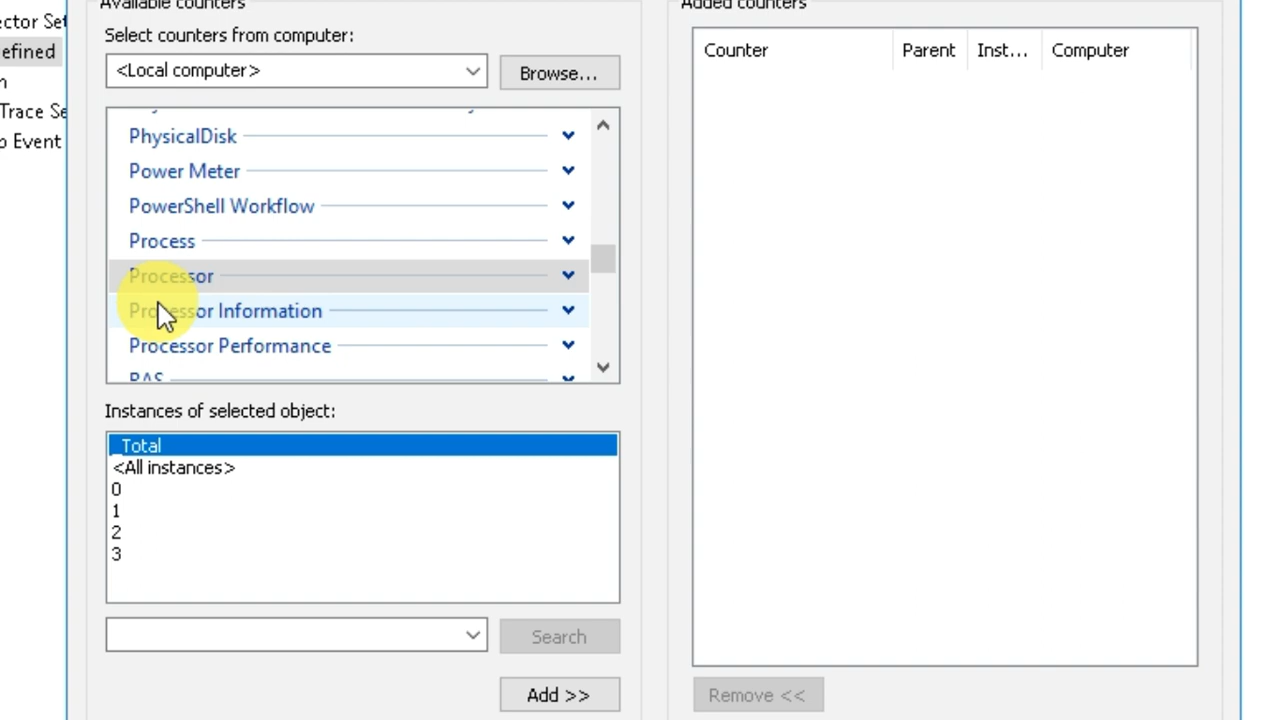 Available counters
Added counters
ector Set
efined
n
Trace Se
o Event
Select counters from computer:
<Local computer>
Browse...
PhysicalDisk
Power Meter
PowerShell Workflow
Process
Processor
Processor Information
Processor Performance
RAS
Instances of selected object:
_Total
<All instances>
0
1
2
3
Search
Add >>
Counter Parent Inst... Computer
Remove <<